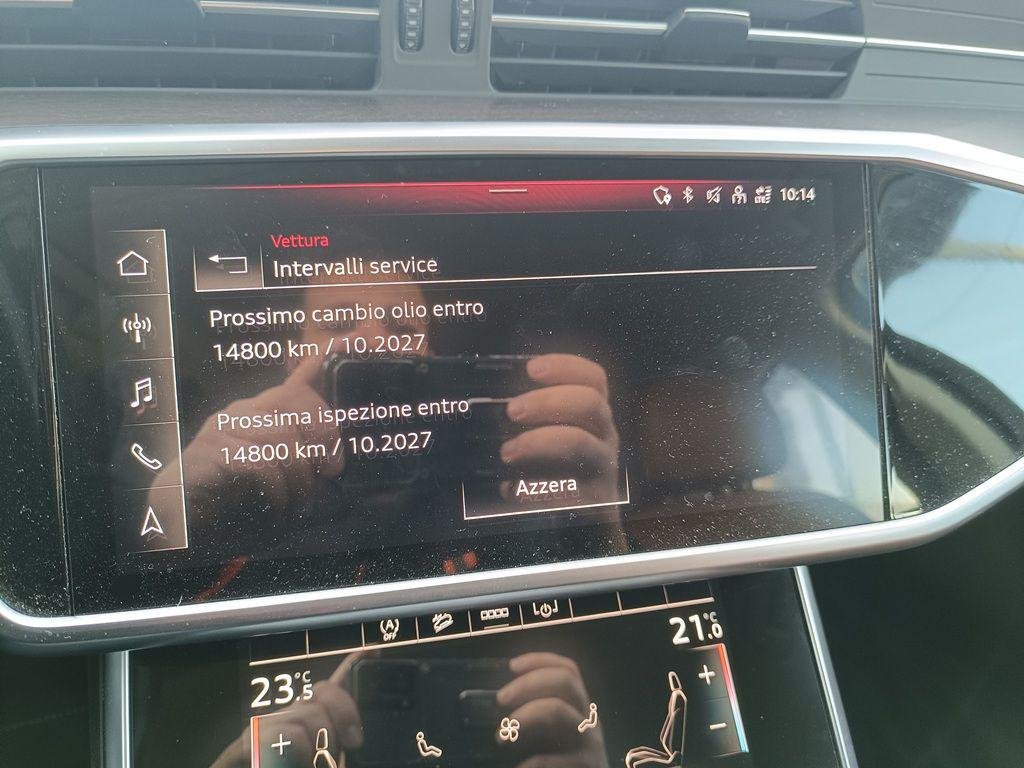 10:14
Vettura
Intervalli service
Prossimo cambio olio entro
14800 km / 10.2027
Prossima ispezione entro
14800 km / 10.2027
Azzera
OFF
21.0 °C
23.5 °C
+
+
−